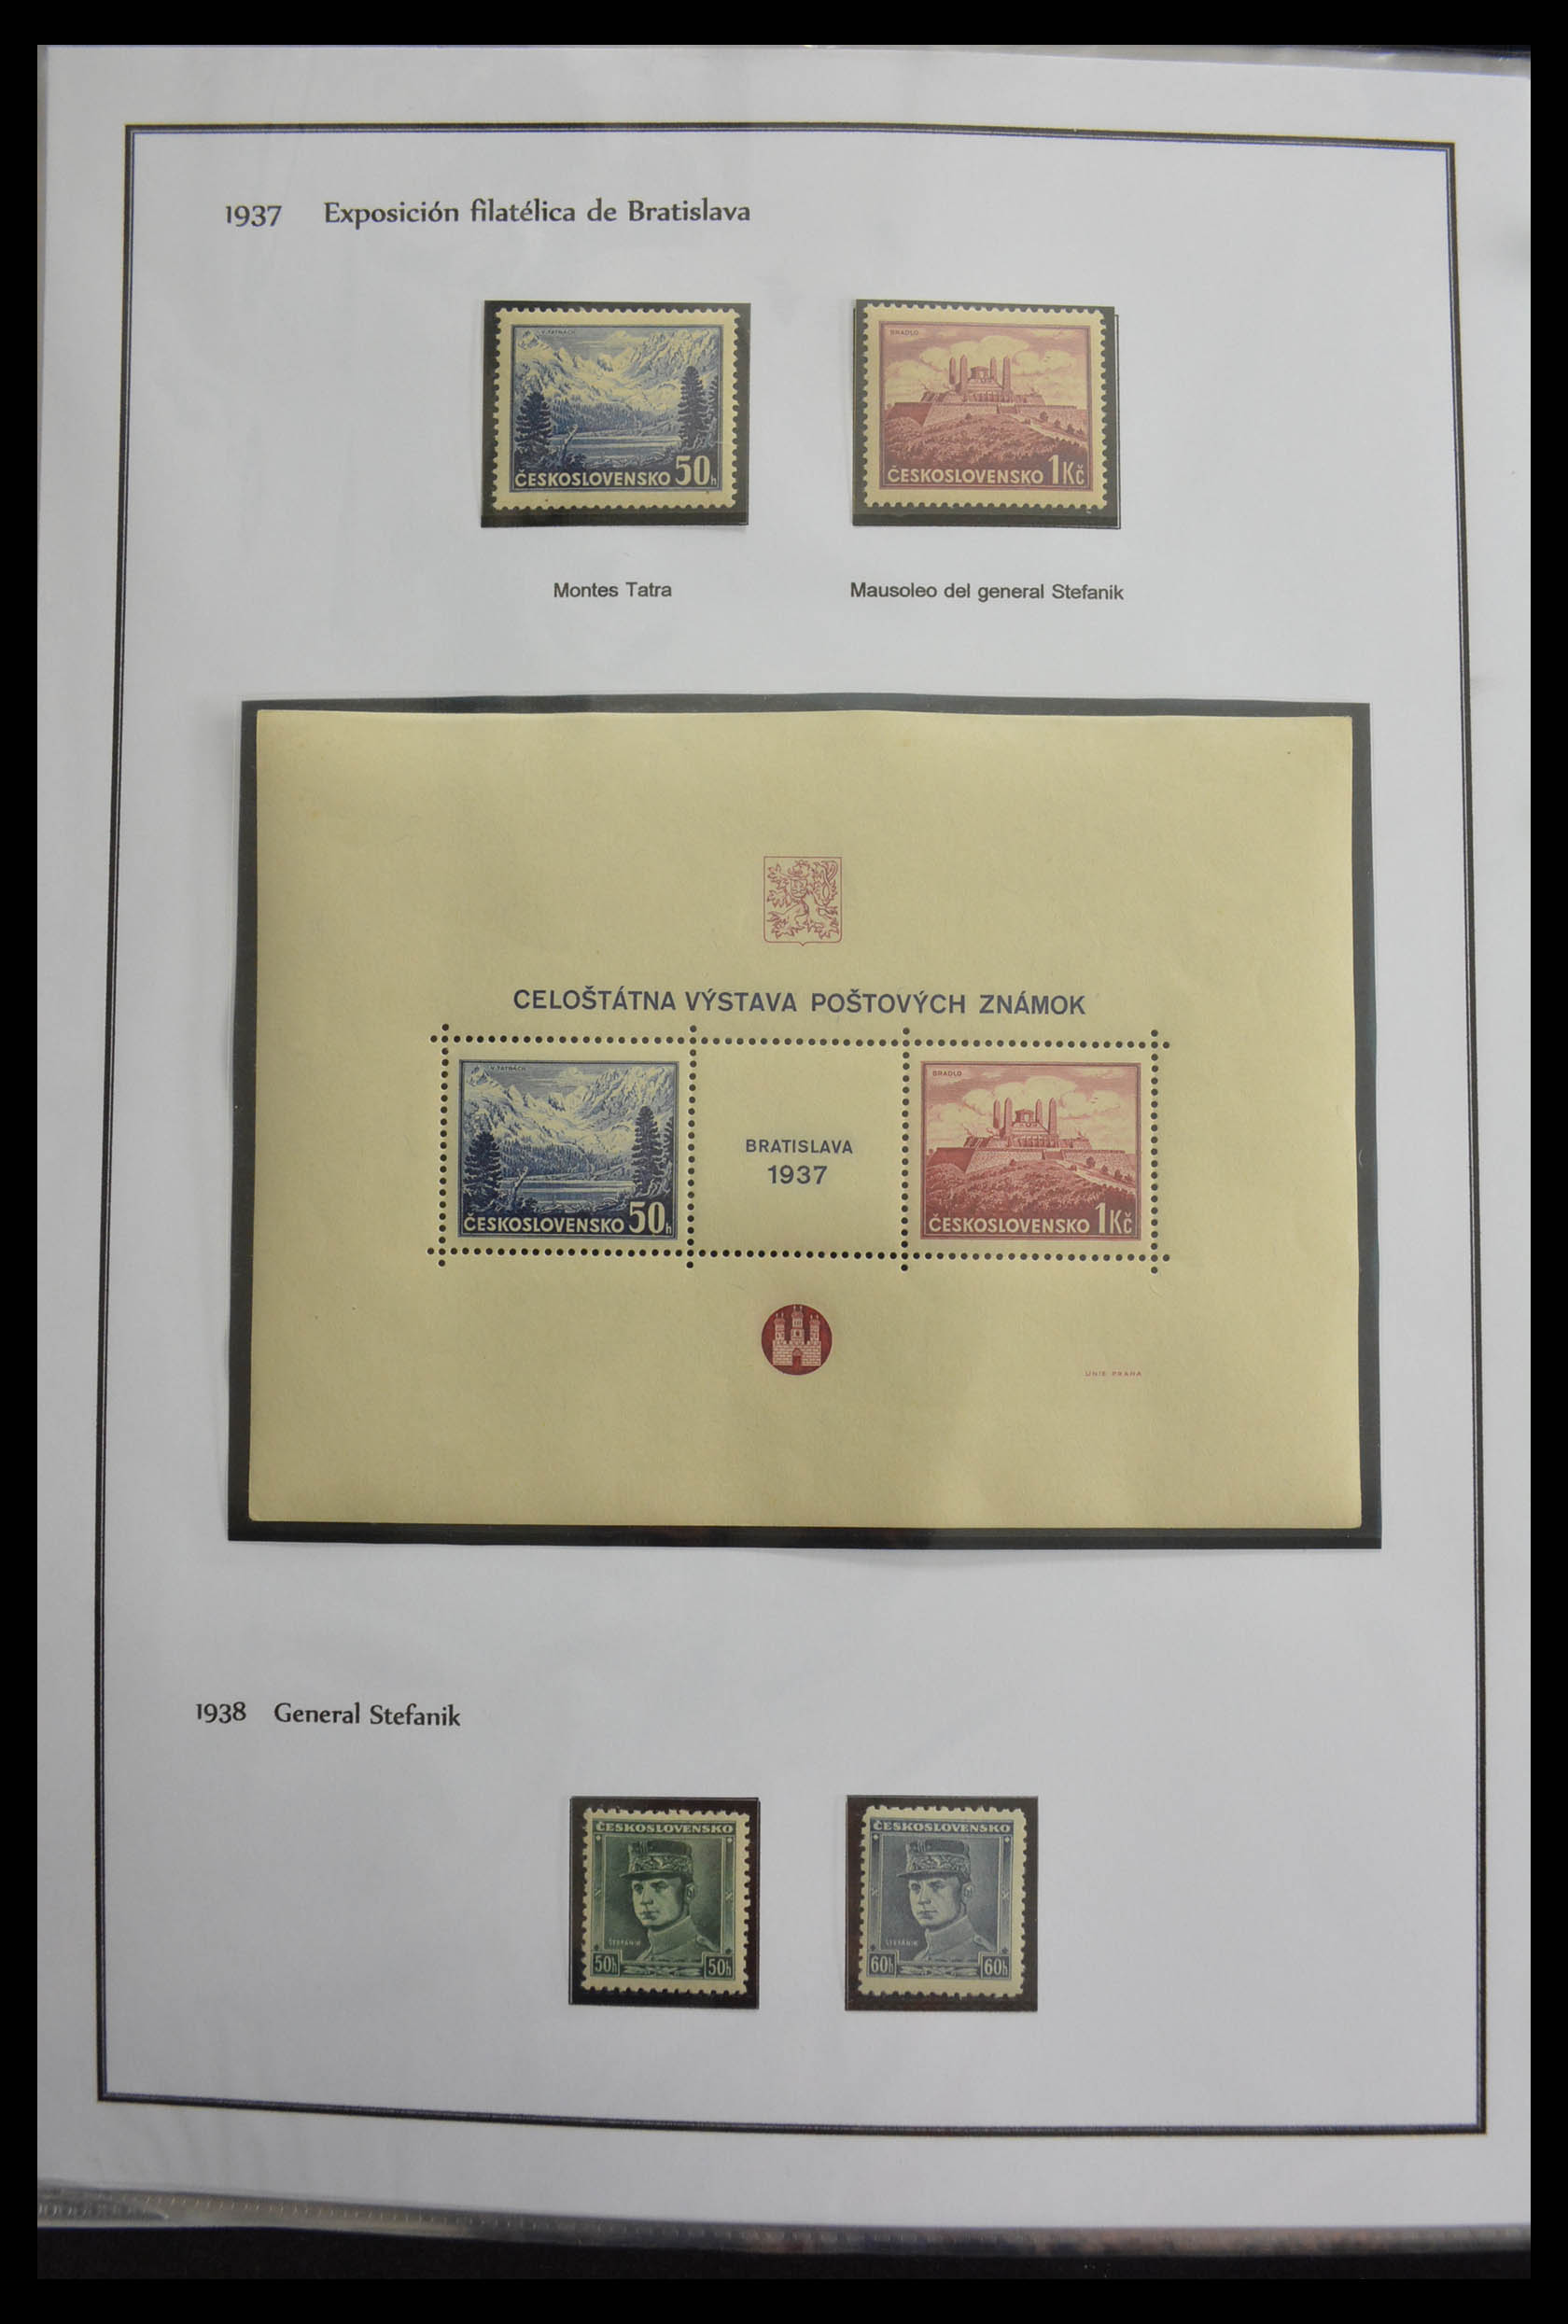 1937 Exposición filatélica de Bratislava
V TATRÁCH
ČESKOSLOVENSKO 50h
BRADLO
ČESKOSLOVENSKO 1Kč
Montes Tatra
Mausoleo del general Stefanik
CELOŠTÁTNA VÝSTAVA POŠTOVÝCH ZNÁMOK
V TATRÁCH
ČESKOSLOVENSKO 50h
BRATISLAVA
1937
BRADLO
ČESKOSLOVENSKO 1Kč
UNIE PRAHA
1938 General Stefanik
ČESKOSLOVENSKO
ŠTEFÁNIK
50h 50h
ČESKOSLOVENSKO
ŠTEFÁNIK
60h 60h